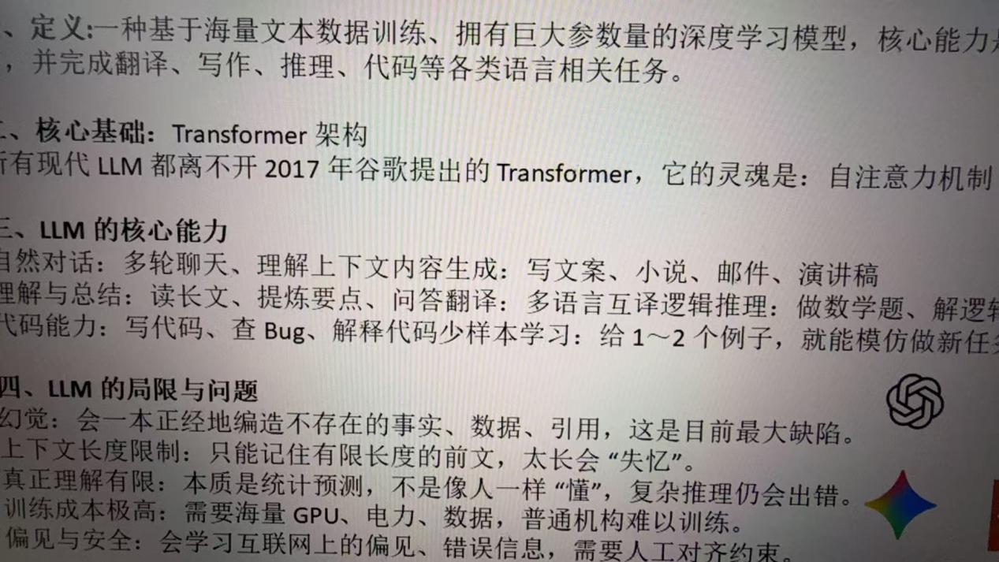 、定义:一种基于海量文本数据训练、拥有巨大参数量的深度学习模型，核心能力
，并完成翻译、写作、推理、代码等各类语言相关任务。
二、核心基础：Transformer 架构
所有现代 LLM 都离不开 2017 年谷歌提出的 Transformer，它的灵魂是：自注意力机制
三、LLM 的核心能力
自然对话：多轮聊天、理解上下文内容生成：写文案、小说、邮件、演讲稿
理解与总结：读长文、提炼要点、问答翻译：多语言互译逻辑推理：做数学题、解逻辑
代码能力：写代码、查 Bug、解释代码少样本学习：给 1～2 个例子，就能模仿做新任务
四、LLM 的局限与问题
幻觉：会一本正经地编造不存在的事实、数据、引用，这是目前最大缺陷。
上下文长度限制：只能记住有限长度的前文，太长会 “失忆”。
真正理解有限：本质是统计预测，不是像人一样 “懂”，复杂推理仍会出错。
训练成本极高：需要海量 GPU、电力、数据，普通机构难以训练。
偏见与安全：会学习互联网上的偏见、错误信息，需要人工对齐约束。